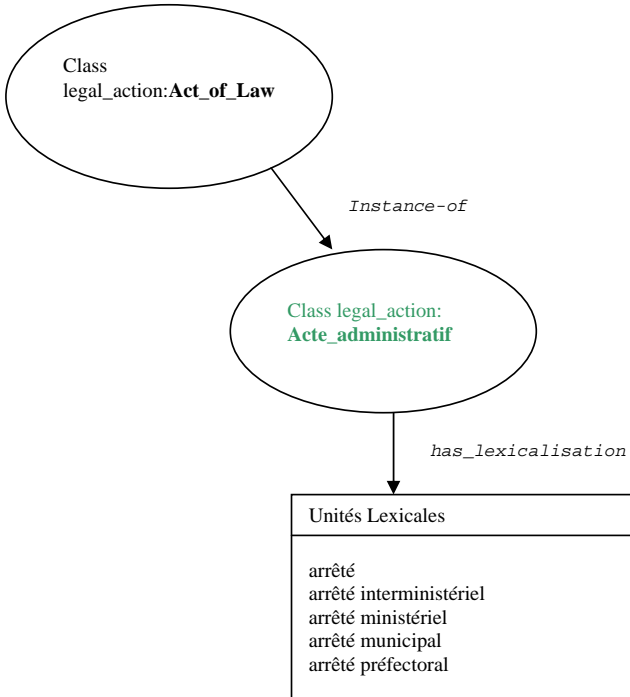 Class
legal_action:Act_of_Law
Instance-of
Class legal_action:
Acte_administratif
has_lexicalisation
Unités Lexicales
arrêté
arrêté interministériel
arrêté ministériel
arrêté municipal
arrêté préfectoral